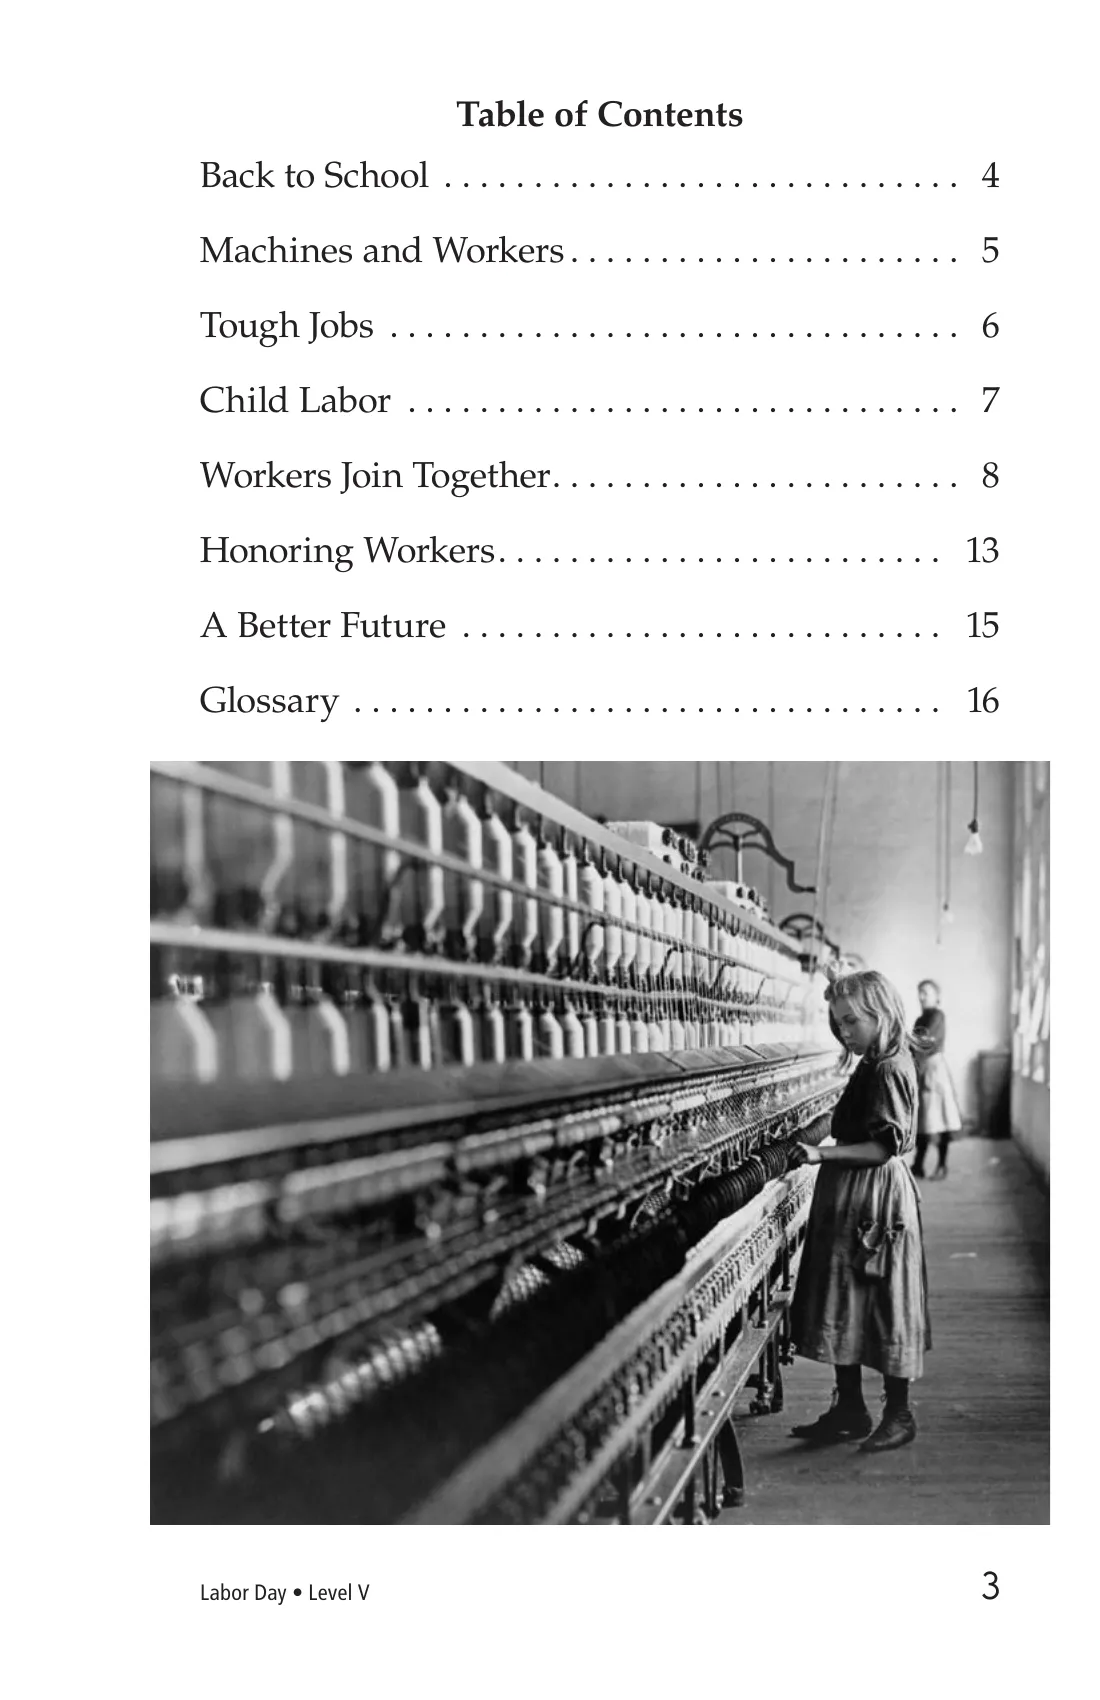 Table of Contents
Back to School . . . . . . . . . . . . . . . . . . . . . . . . . . . . . 4
Machines and Workers . . . . . . . . . . . . . . . . . . . . . . 5
Tough Jobs . . . . . . . . . . . . . . . . . . . . . . . . . . . . . . . . 6
Child Labor . . . . . . . . . . . . . . . . . . . . . . . . . . . . . . . 7
Workers Join Together. . . . . . . . . . . . . . . . . . . . . . . 8
Honoring Workers. . . . . . . . . . . . . . . . . . . . . . . . . 13
A Better Future . . . . . . . . . . . . . . . . . . . . . . . . . . . 15
Glossary . . . . . . . . . . . . . . . . . . . . . . . . . . . . . . . . . 16
Labor Day • Level V 3